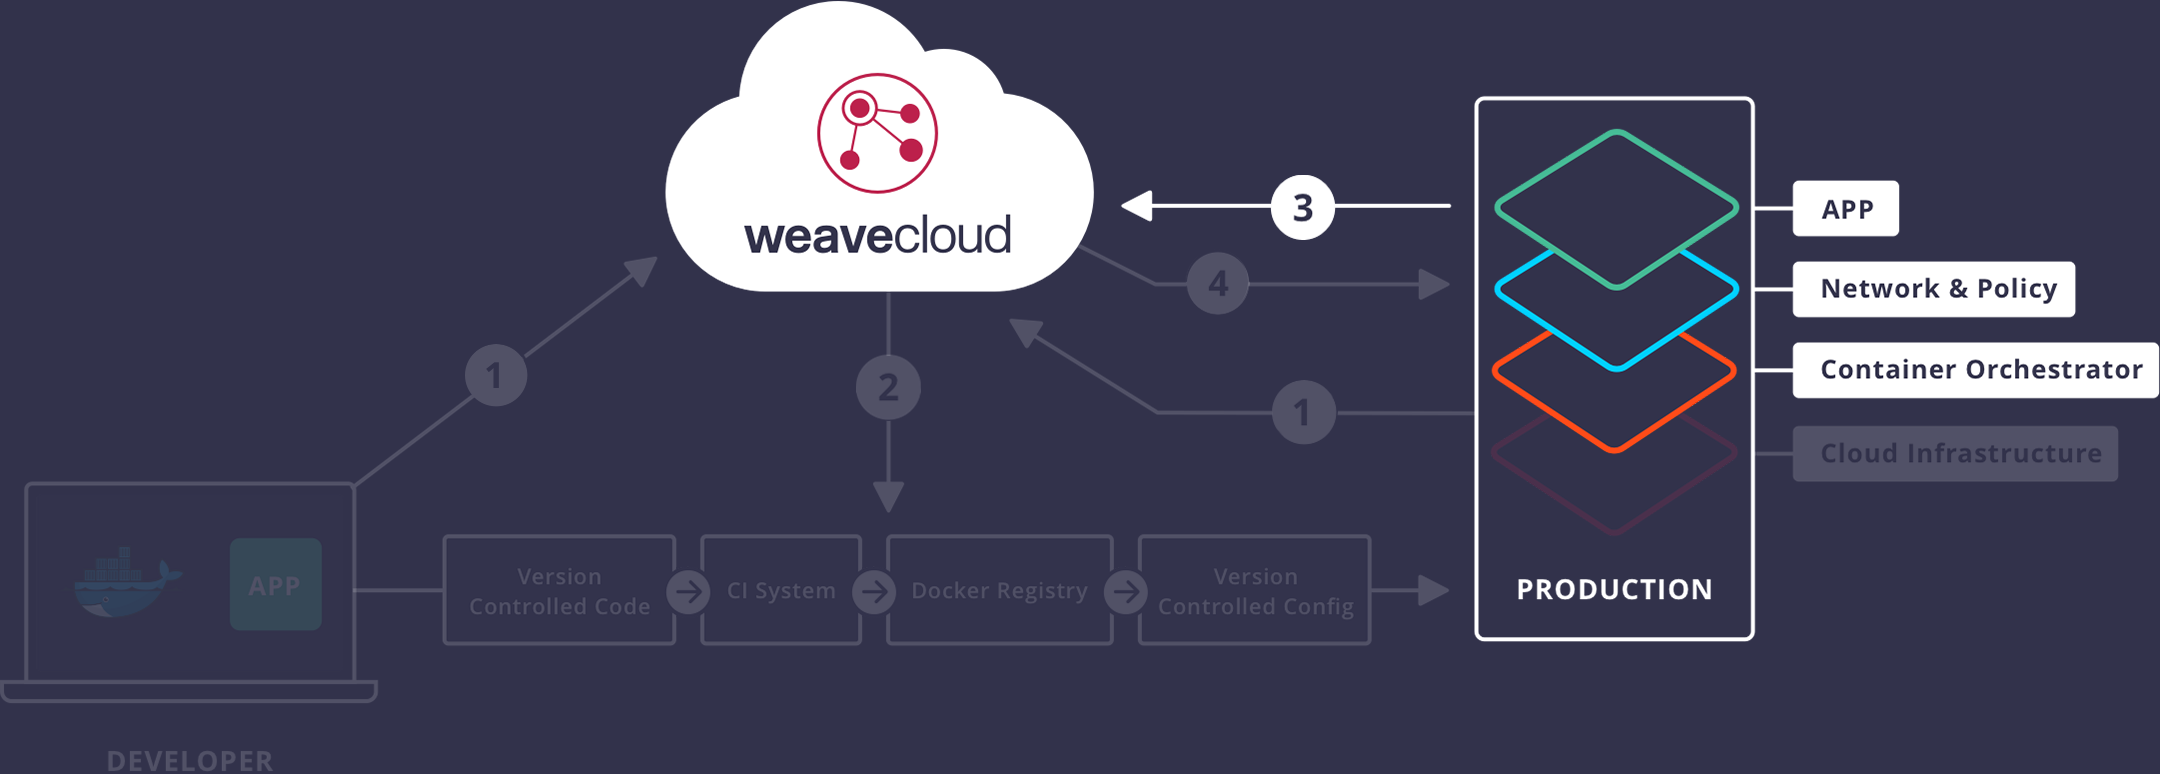 weavecloud
3
APP
4
Network & Policy
1
2
1
Container Orchestrator
Cloud Infrastructure
APP
Version
Controlled Code
CI System
Docker Registry
Version
Controlled Config
PRODUCTION
DEVELOPER